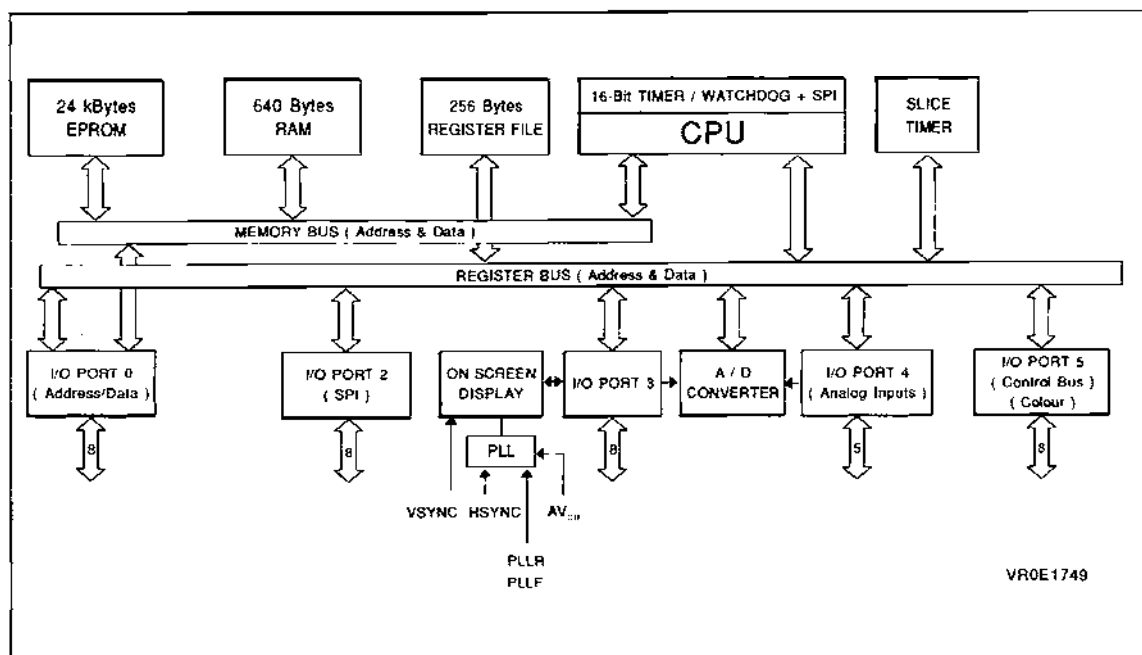 24 kBytes
EPROM
640 Bytes
RAM
256 Bytes
REGISTER FILE
16-Bit TIMER / WATCHDOG + SPI
CPU
SLICE
TIMER
MEMORY BUS ( Address & Data )
REGISTER BUS ( Address & Data )
I/O PORT 0
( Address/Data )
I/O PORT 2
( SPI )
ON SCREEN
DISPLAY
I/O PORT 3
A / D
CONVERTER
I/O PORT 4
( Analog Inputs )
I/O PORT 5
( Control Bus )
( Colour )
PLL
8
8
8
5
8
VSYNC
HSYNC
PLLR
PLLF
VR0E1749